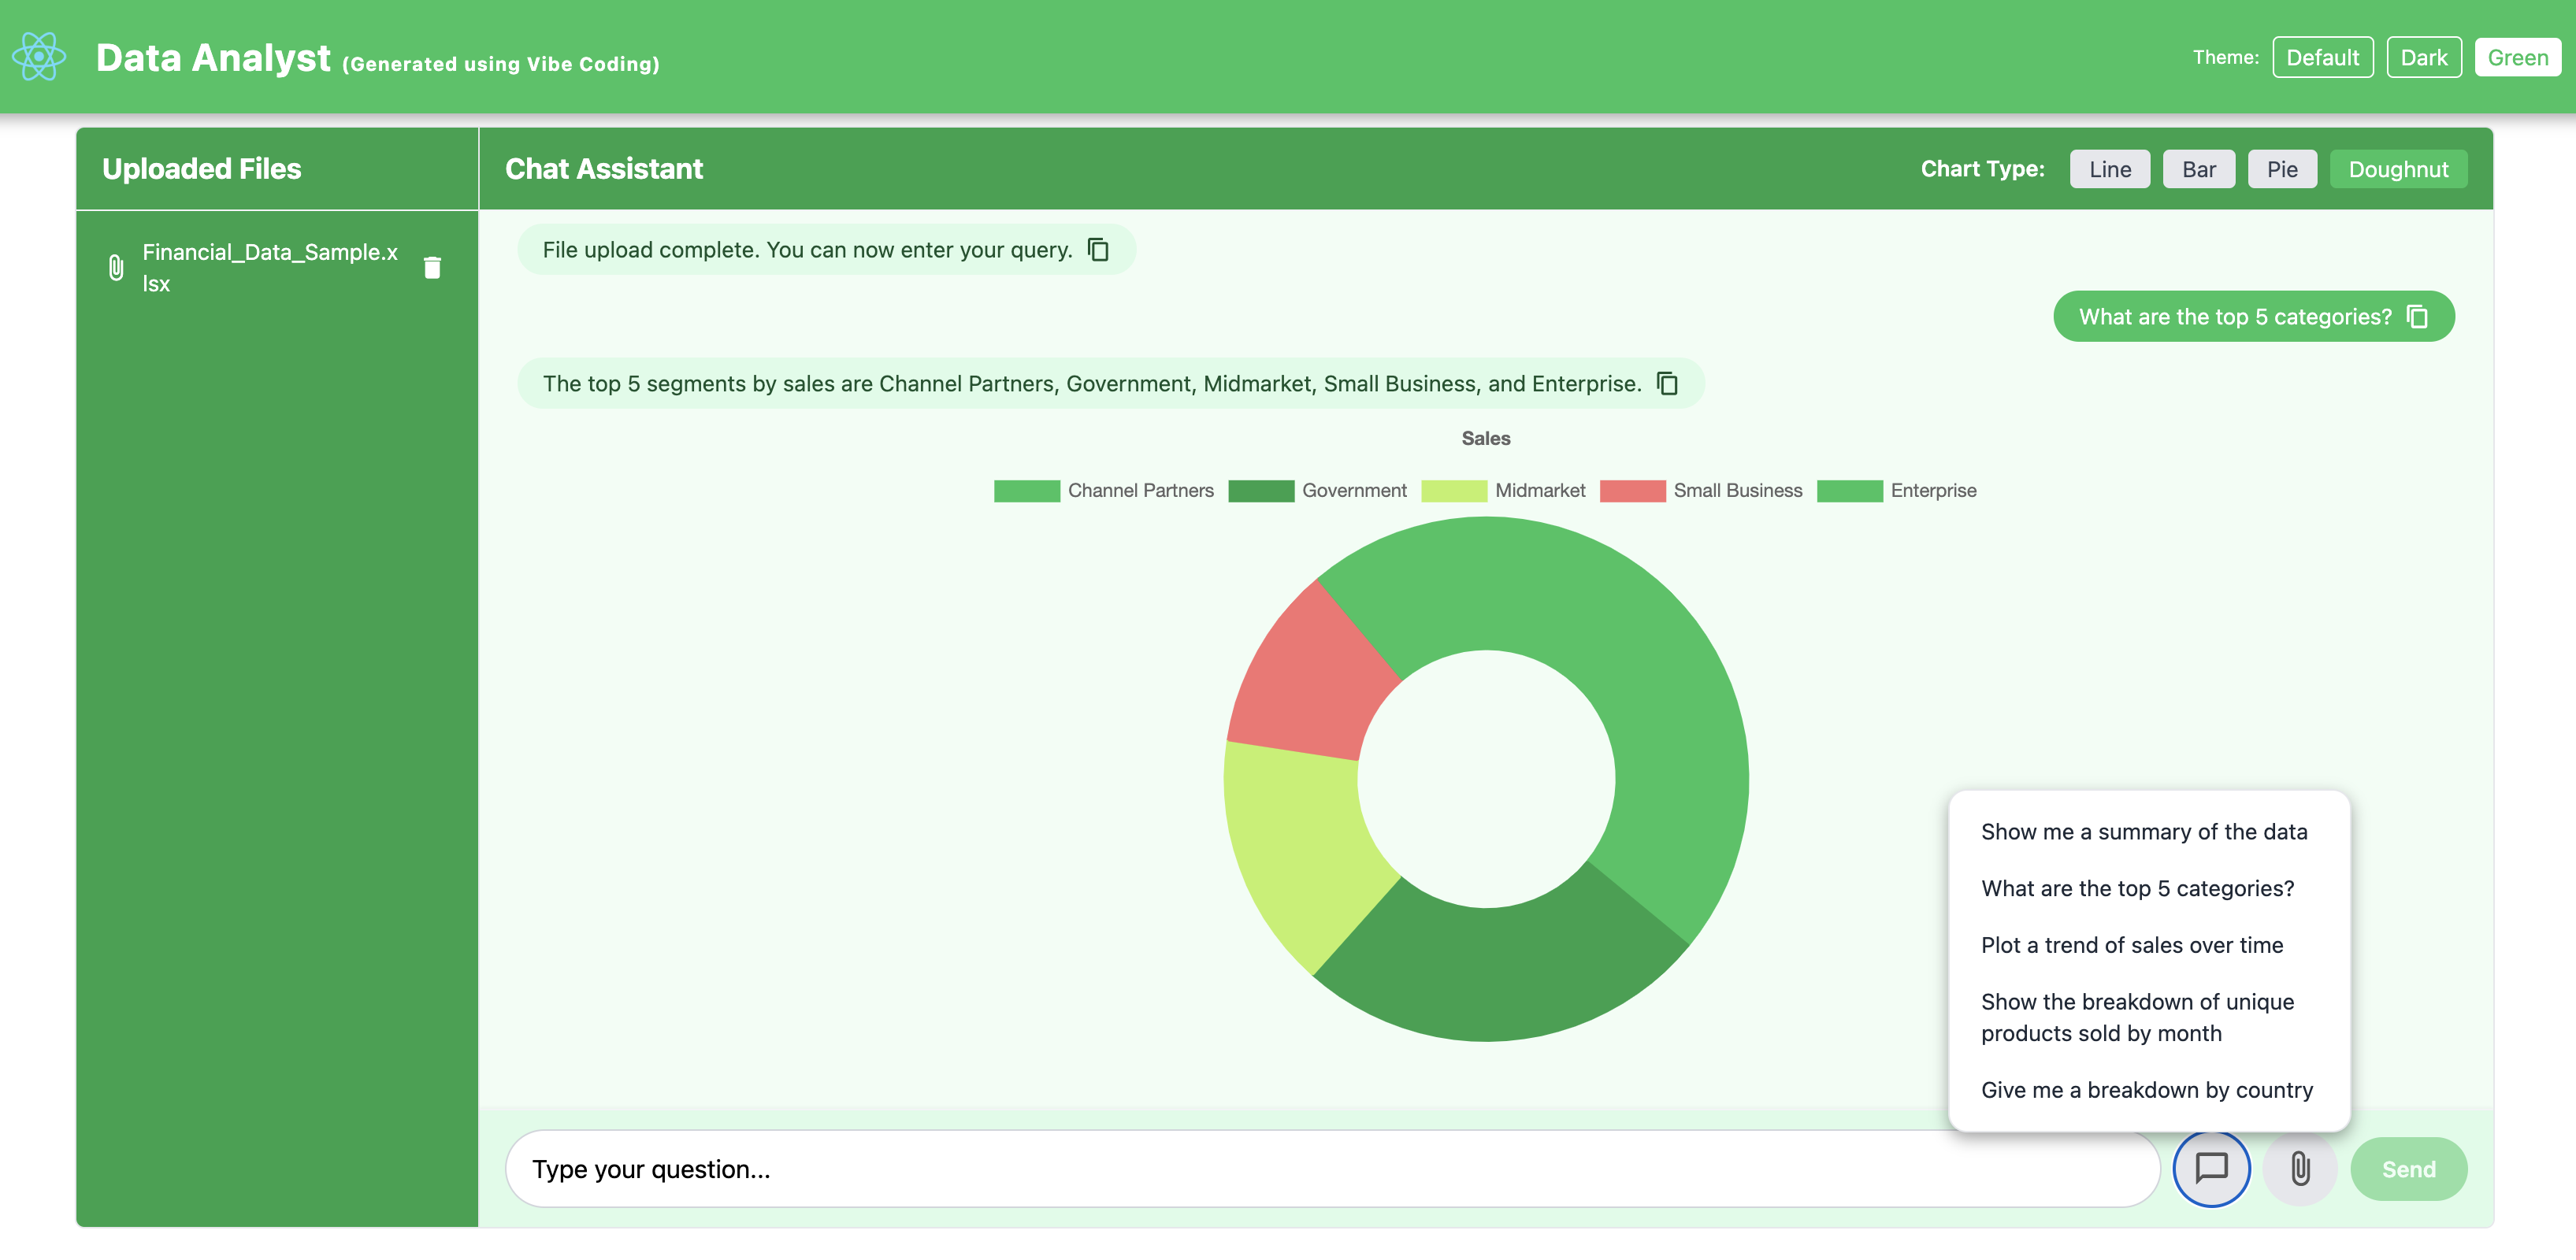 Data Analyst (Generated using Vibe Coding)
Theme: Default Dark Green
Uploaded Files
Financial_Data_Sample.x
lsx
Chat Assistant
Chart Type: Line Bar Pie Doughnut
File upload complete. You can now enter your query.
What are the top 5 categories?
The top 5 segments by sales are Channel Partners, Government, Midmarket, Small Business, and Enterprise.
Sales
Channel Partners Government Midmarket Small Business Enterprise
Show me a summary of the data
What are the top 5 categories?
Plot a trend of sales over time
Show the breakdown of unique
products sold by month
Give me a breakdown by country
Type your question...
Send